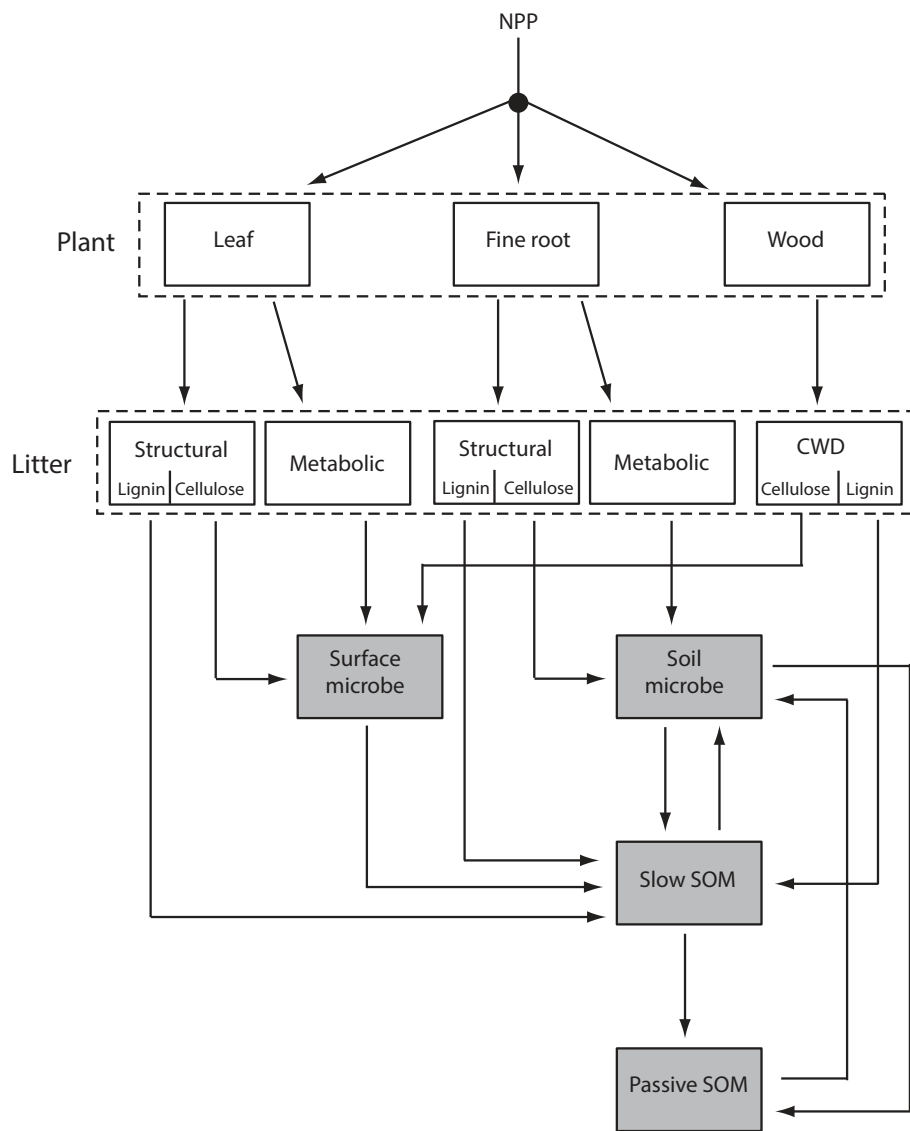 NPP
Plant
Leaf
Fine root
Wood
Litter
Structural
Lignin
Cellulose
Metabolic
Structural
Lignin
Cellulose
Metabolic
CWD
Cellulose
Lignin
Surface
microbe
Soil
microbe
Slow SOM
Passive SOM